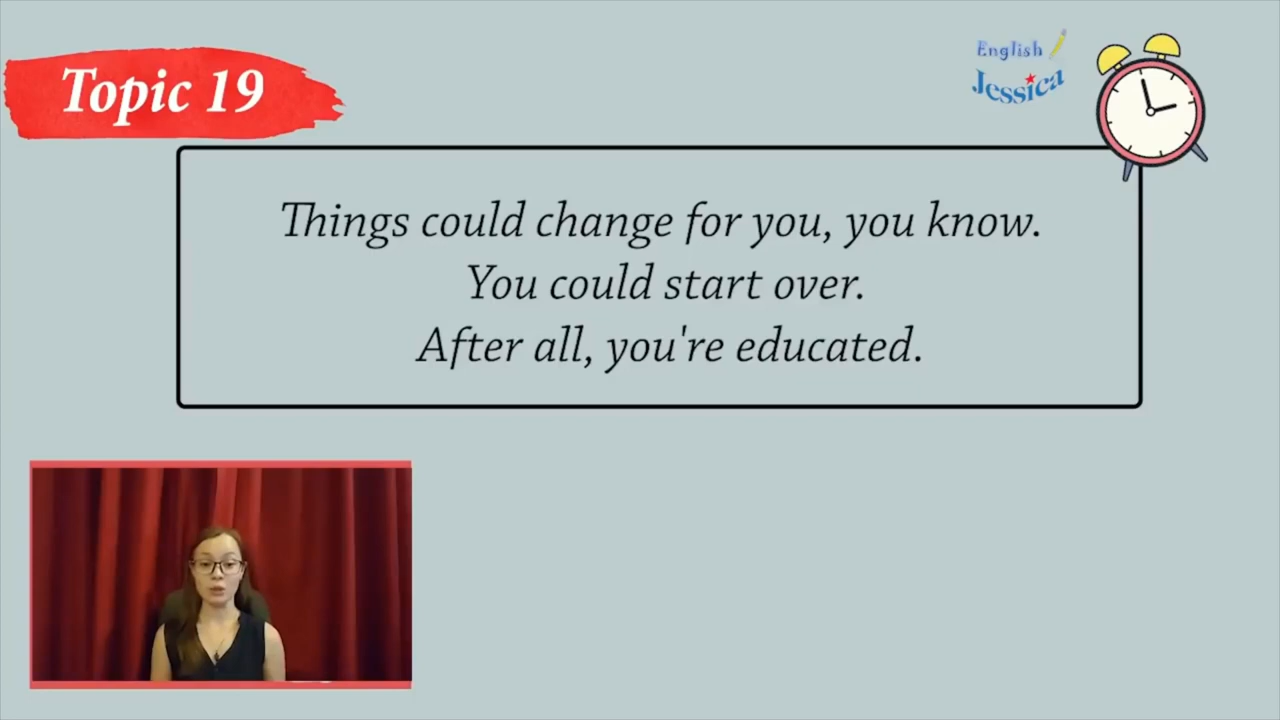 Topic 19
English
Jessica
Things could change for you, you know.
You could start over.
After all, you're educated.